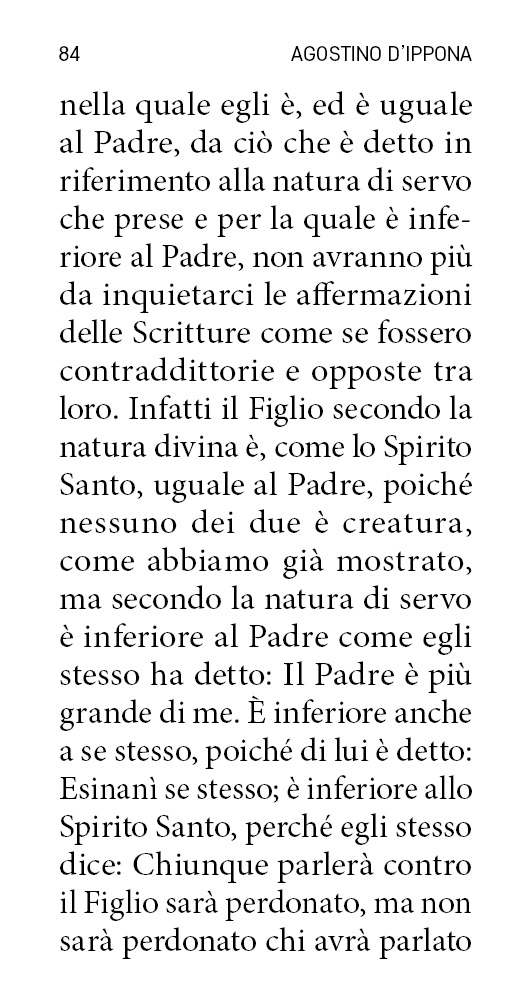 84 AGOSTINO D'IPPONA
nella quale egli è, ed è uguale
al Padre, da ciò che è detto in
riferimento alla natura di servo
che prese e per la quale è infe-
riore al Padre, non avranno più
da inquietarci le affermazioni
delle Scritture come se fossero
contraddittorie e opposte tra
loro. Infatti il Figlio secondo la
natura divina è, come lo Spirito
Santo, uguale al Padre, poiché
nessuno dei due è creatura,
come abbiamo già mostrato,
ma secondo la natura di servo
è inferiore al Padre come egli
stesso ha detto: Il Padre è più
grande di me. È inferiore anche
a se stesso, poiché di lui è detto:
Esinanì se stesso; è inferiore allo
Spirito Santo, perché egli stesso
dice: Chiunque parlerà contro
il Figlio sarà perdonato, ma non
sarà perdonato chi avrà parlato